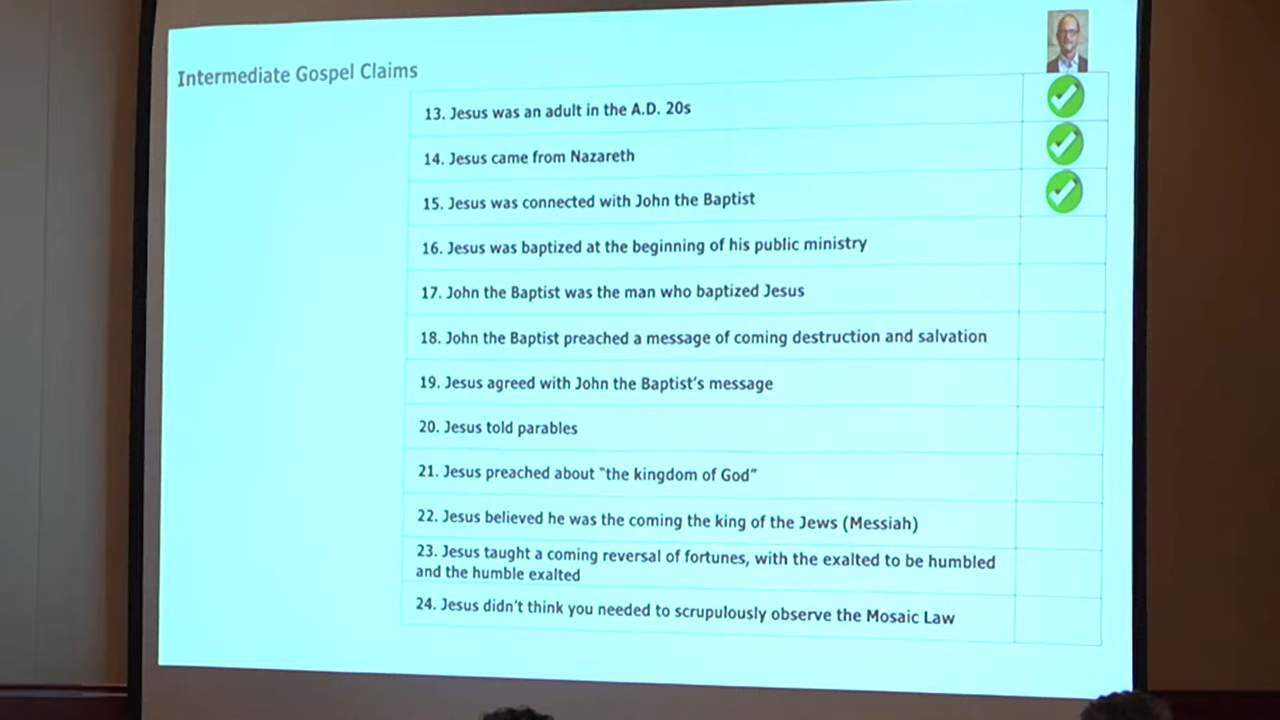 Intermediate Gospel Claims
13. Jesus was an adult in the A.D. 20s
14. Jesus came from Nazareth
15. Jesus was connected with John the Baptist
16. Jesus was baptized at the beginning of his public ministry
17. John the Baptist was the man who baptized Jesus
18. John the Baptist preached a message of coming destruction and salvation
19. Jesus agreed with John the Baptist’s message
20. Jesus told parables
21. Jesus preached about “the kingdom of God”
22. Jesus believed he was the coming the king of the Jews (Messiah)
23. Jesus taught a coming reversal of fortunes, with the exalted to be humbled
and the humble exalted
24. Jesus didn’t think you needed to scrupulously observe the Mosaic Law